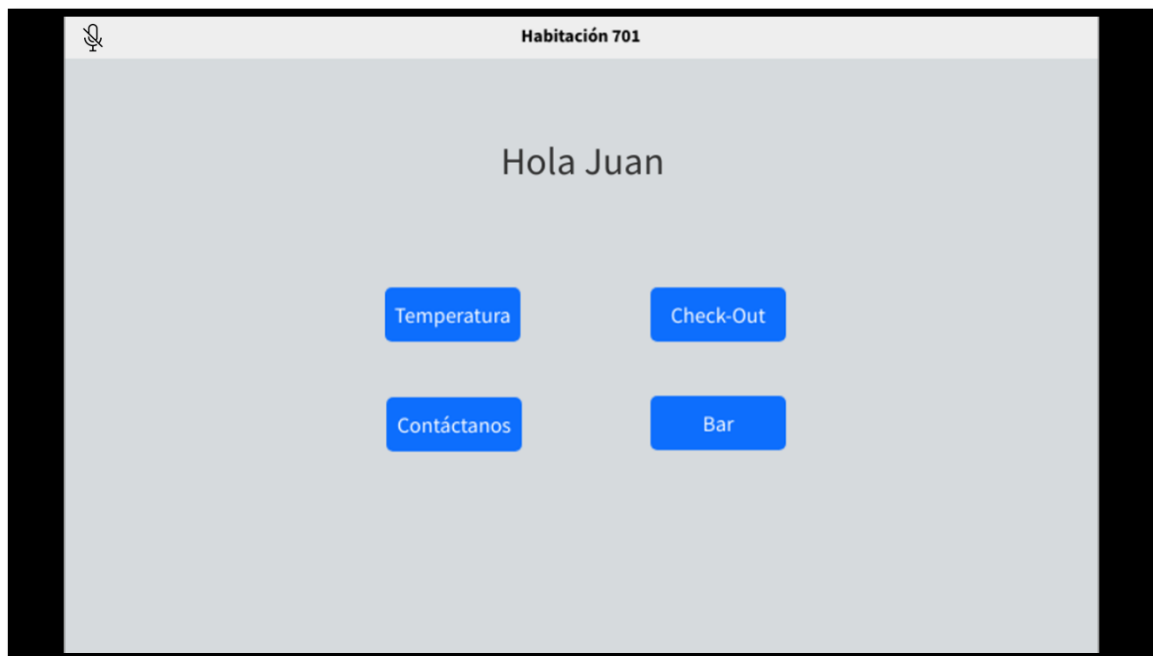 Habitación 701
Hola Juan
Temperatura
Check-Out
Contáctanos
Bar